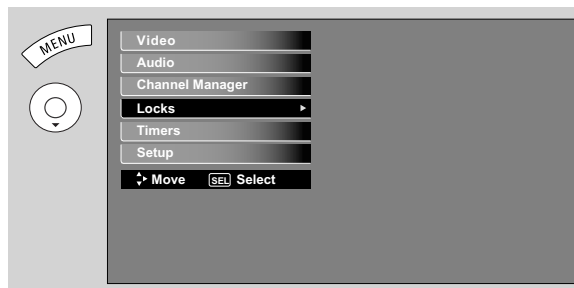 MENU
Video
Audio
Channel Manager
Locks
Timers
Setup
Move SEL Select